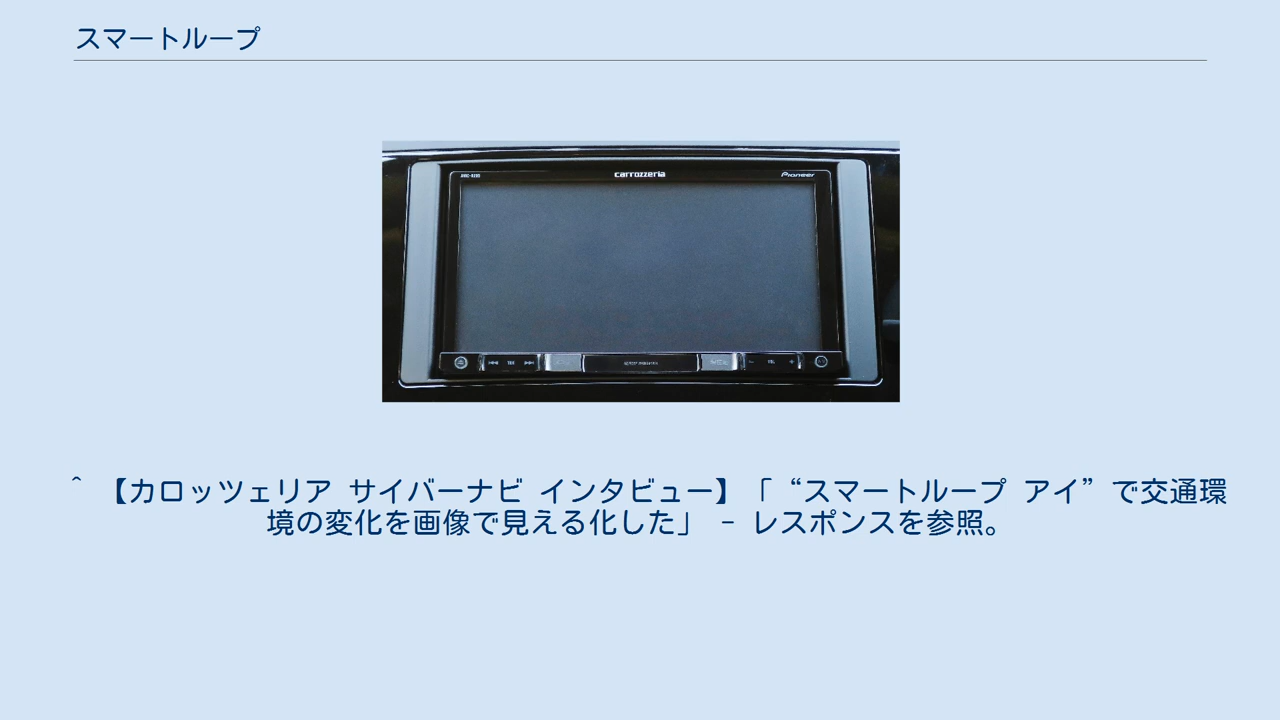 スマートループ
carrozzeria
Pioneer
^ 【カロッツェリア サイバーナビ インタビュー】「“スマートループ アイ”で交通環
境の変化を画像で見える化した」 - レスポンスを参照。